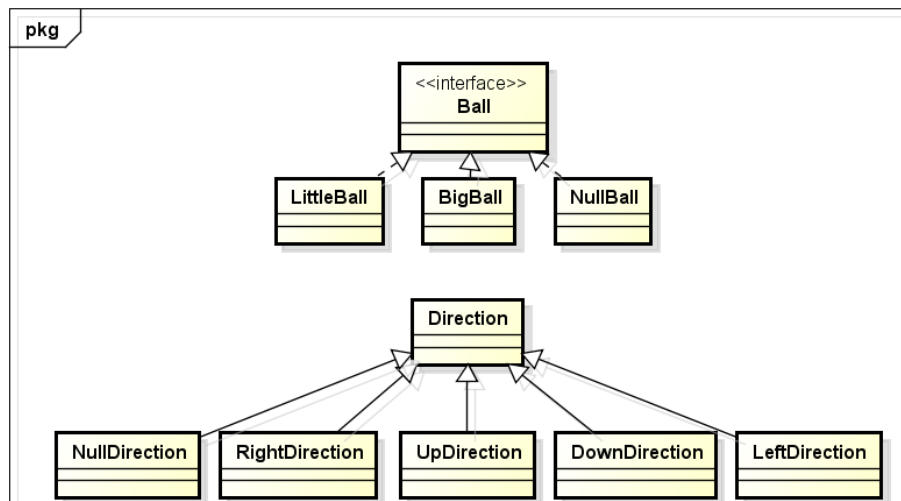 pkg
<<interface>>
Ball
LittleBall
BigBall
NullBall
Direction
NullDirection
RightDirection
UpDirection
DownDirection
LeftDirection